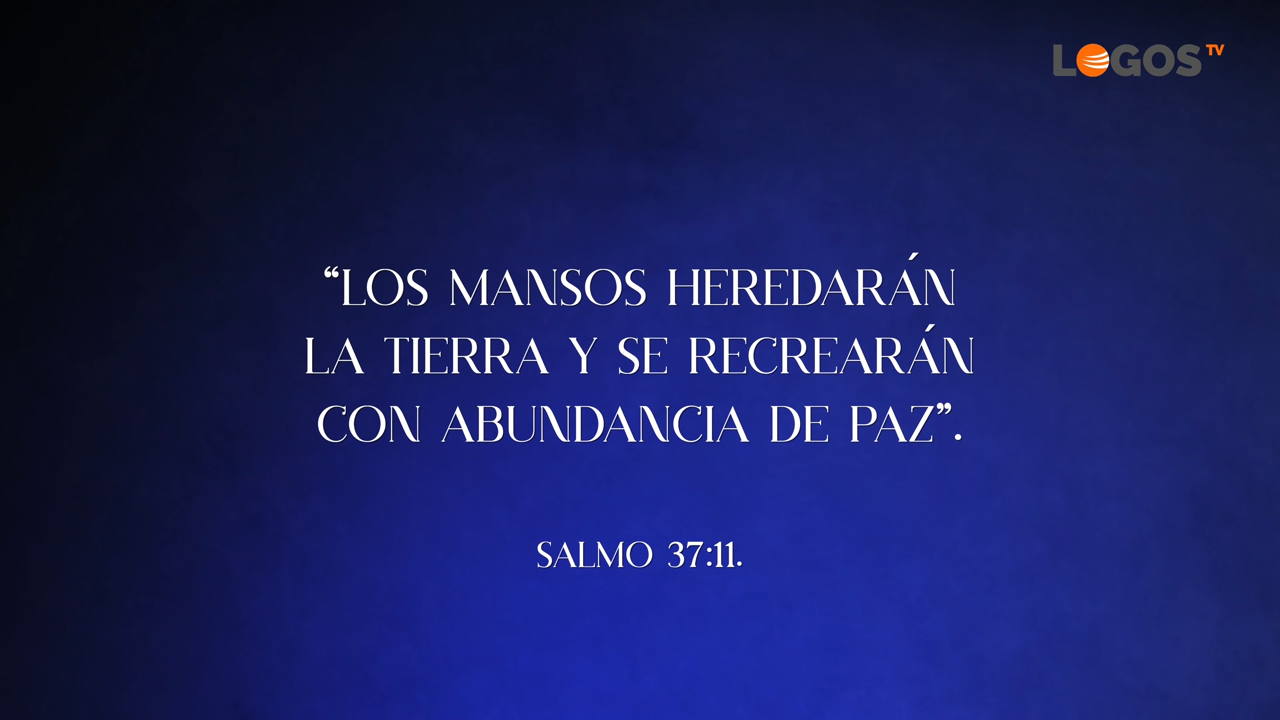 LOGOS TV
“LOS MANSOS HEREDARÁN
LA TIERRA Y SE RECREARÁN
CON ABUNDANCIA DE PAZ”.
SALMO 37:11.